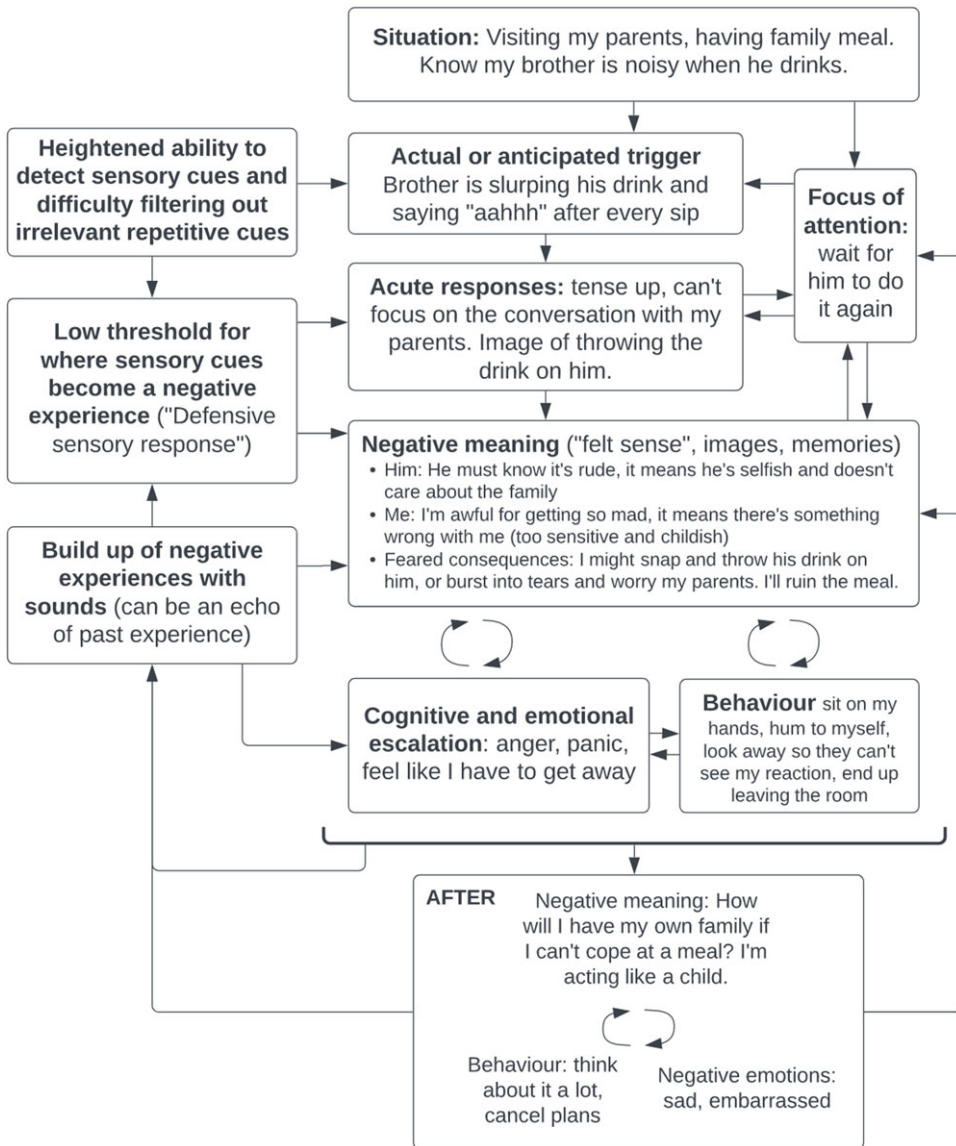 Situation: Visiting my parents, having family meal.
Know my brother is noisy when he drinks.
Heightened ability to
detect sensory cues and
difficulty filtering out
irrelevant repetitive cues
Actual or anticipated trigger
Brother is slurping his drink and
saying "aahhh" after every sip
Focus of
attention:
wait for
him to do
it again
Low threshold for
where sensory cues
become a negative
experience ("Defensive
sensory response")
Acute responses: tense up, can't
focus on the conversation with my
parents. Image of throwing the
drink on him.
Negative meaning ("felt sense", images, memories)
• Him: He must know it's rude, it means he's selfish and doesn't
care about the family
• Me: I'm awful for getting so mad, it means there's something
wrong with me (too sensitive and childish)
• Feared consequences: I might snap and throw his drink on
him, or burst into tears and worry my parents. I'll ruin the meal.
Build up of negative
experiences with
sounds (can be an echo
of past experience)
Cognitive and emotional
escalation: anger, panic,
feel like I have to get away
Behaviour sit on my
hands, hum to myself,
look away so they can't
see my reaction, end up
leaving the room
AFTER
Negative meaning: How
will I have my own family if
I can't cope at a meal? I'm
acting like a child.
Behaviour: think
about it a lot,
cancel plans
Negative emotions:
sad, embarrassed